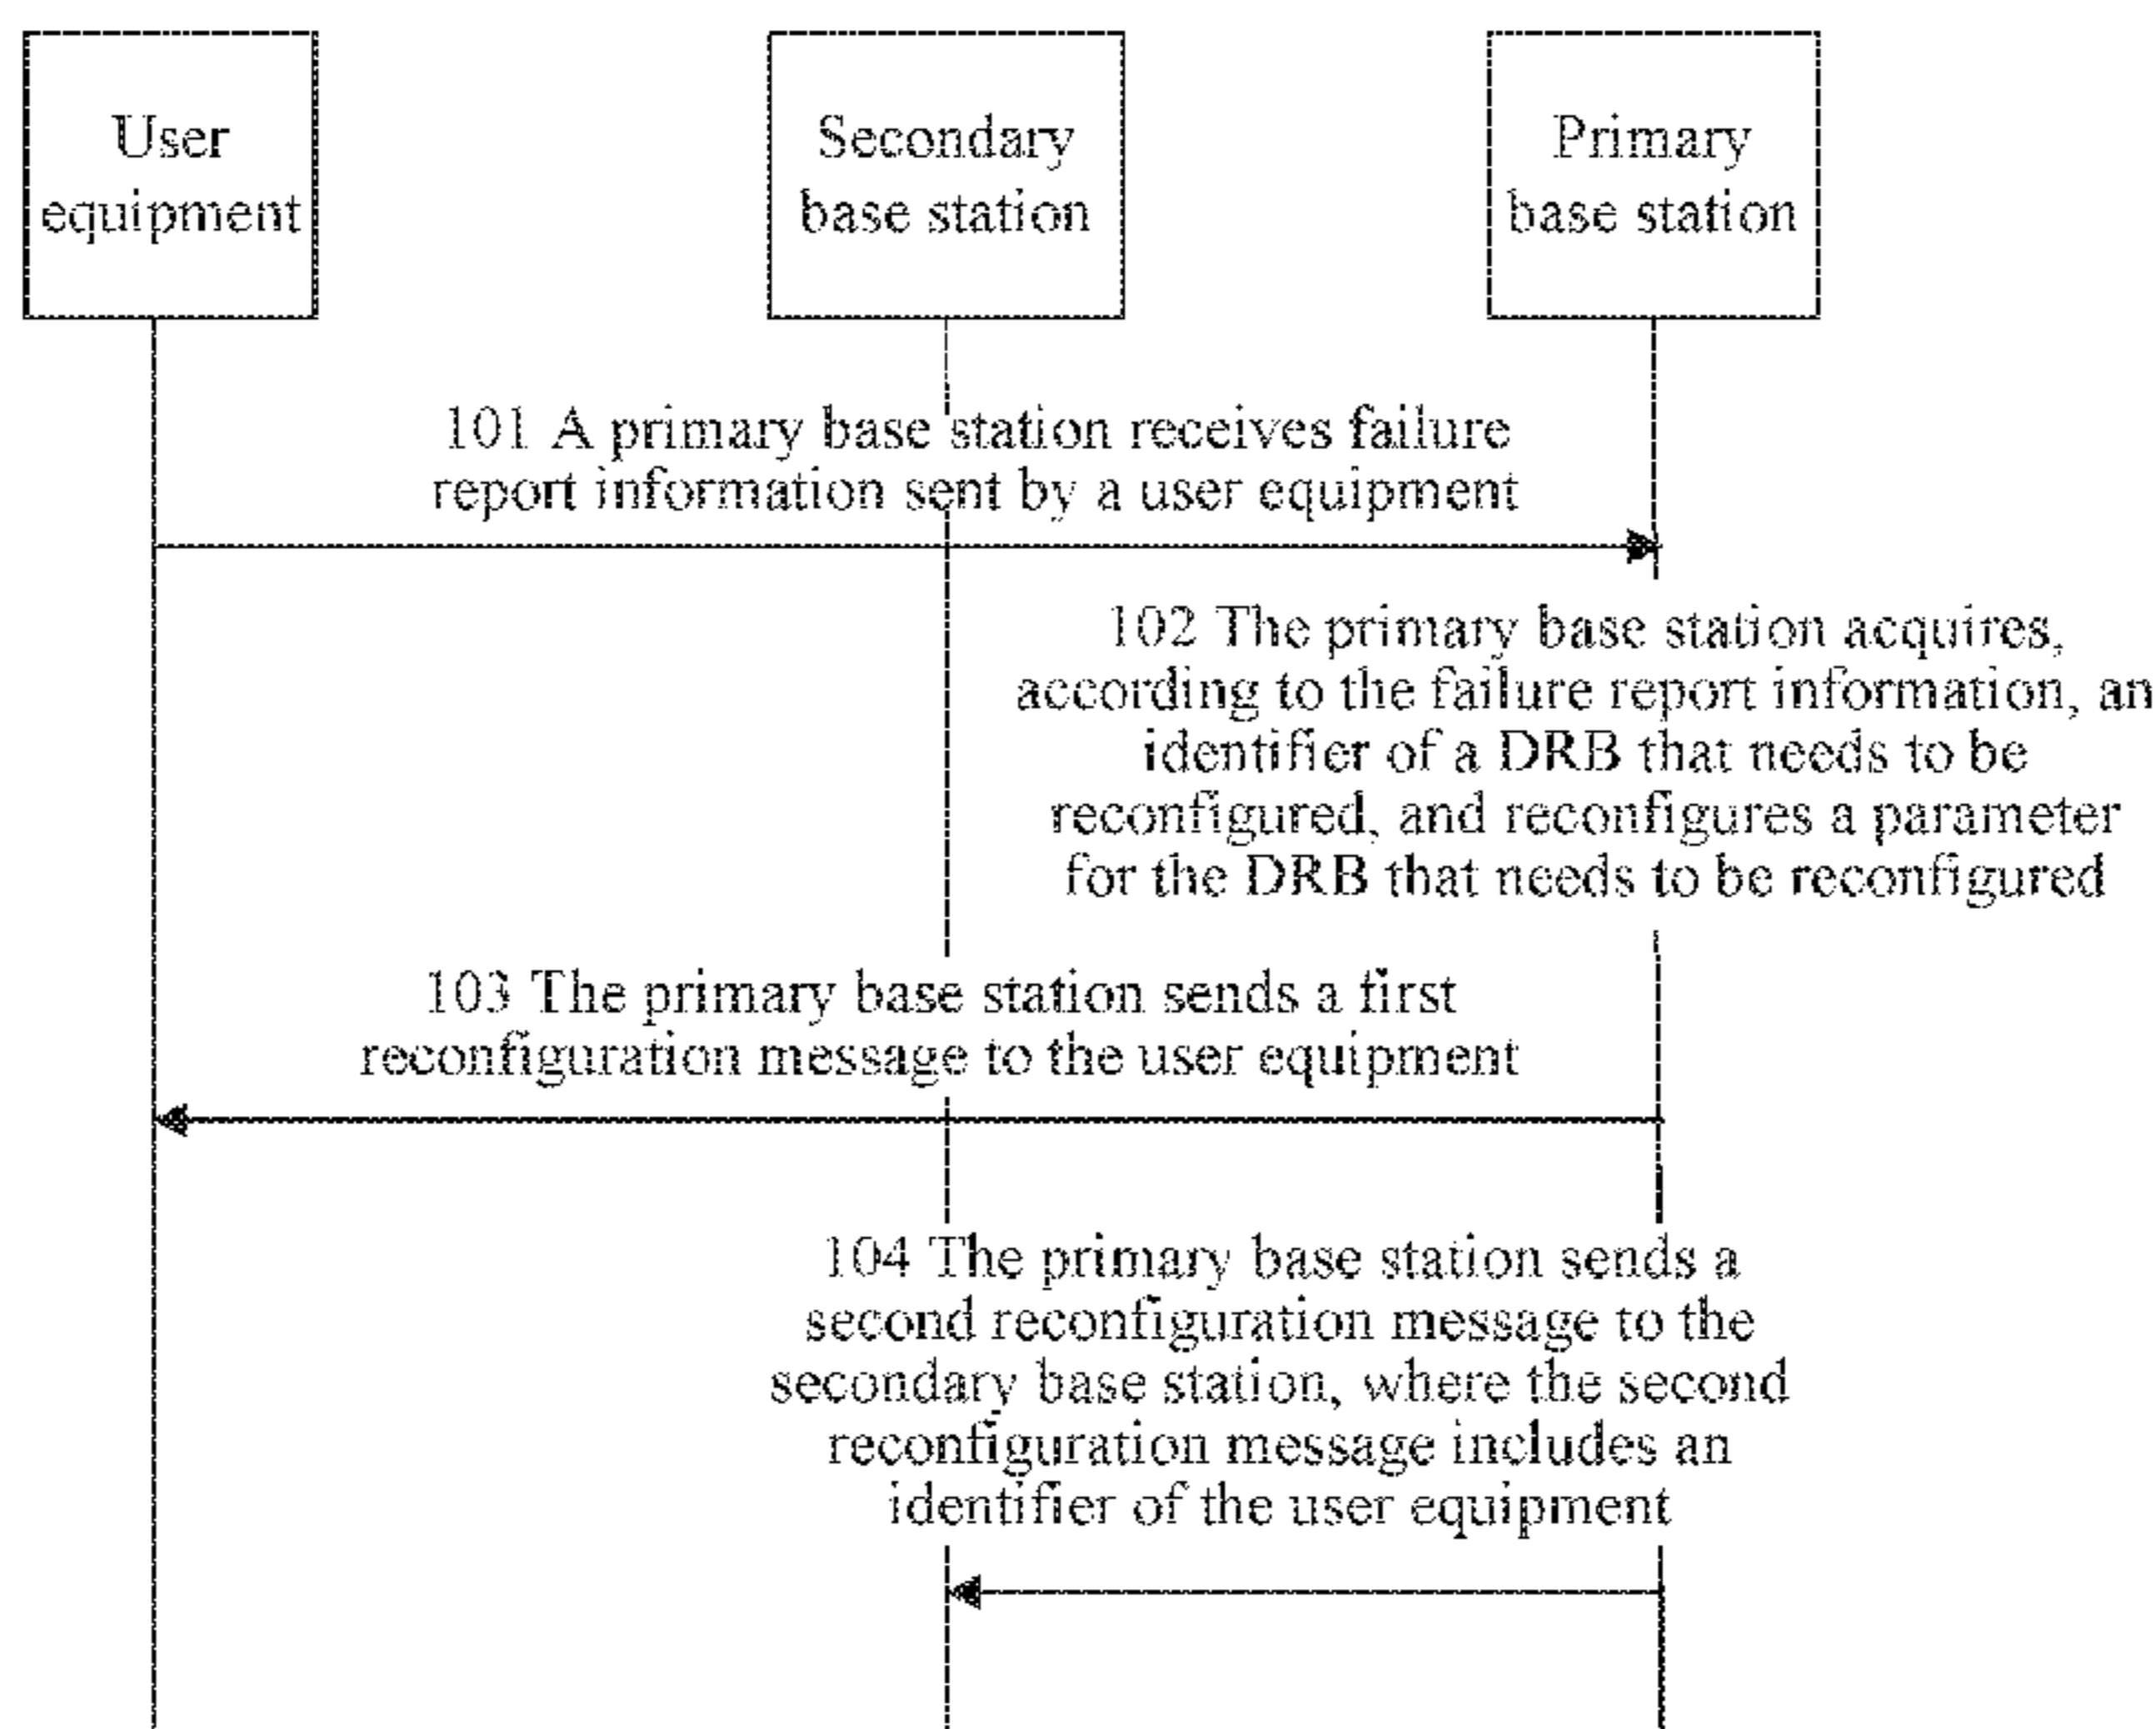 User
equipment
Secondary
base station
Primary
base station
101 A primary base station receives failure
report information sent by a user equipment
102 The primary base station acquires,
according to the failure report information, an
identifier of a DRB that needs to be
reconfigured, and reconfigures a parameter
for the DRB that needs to be reconfigured
103 The primary base station sends a first
reconfiguration message to the user equipment
104 The primary base station sends a
second reconfiguration message to the
secondary base station, where the second
reconfiguration message includes an
identifier of the user equipment